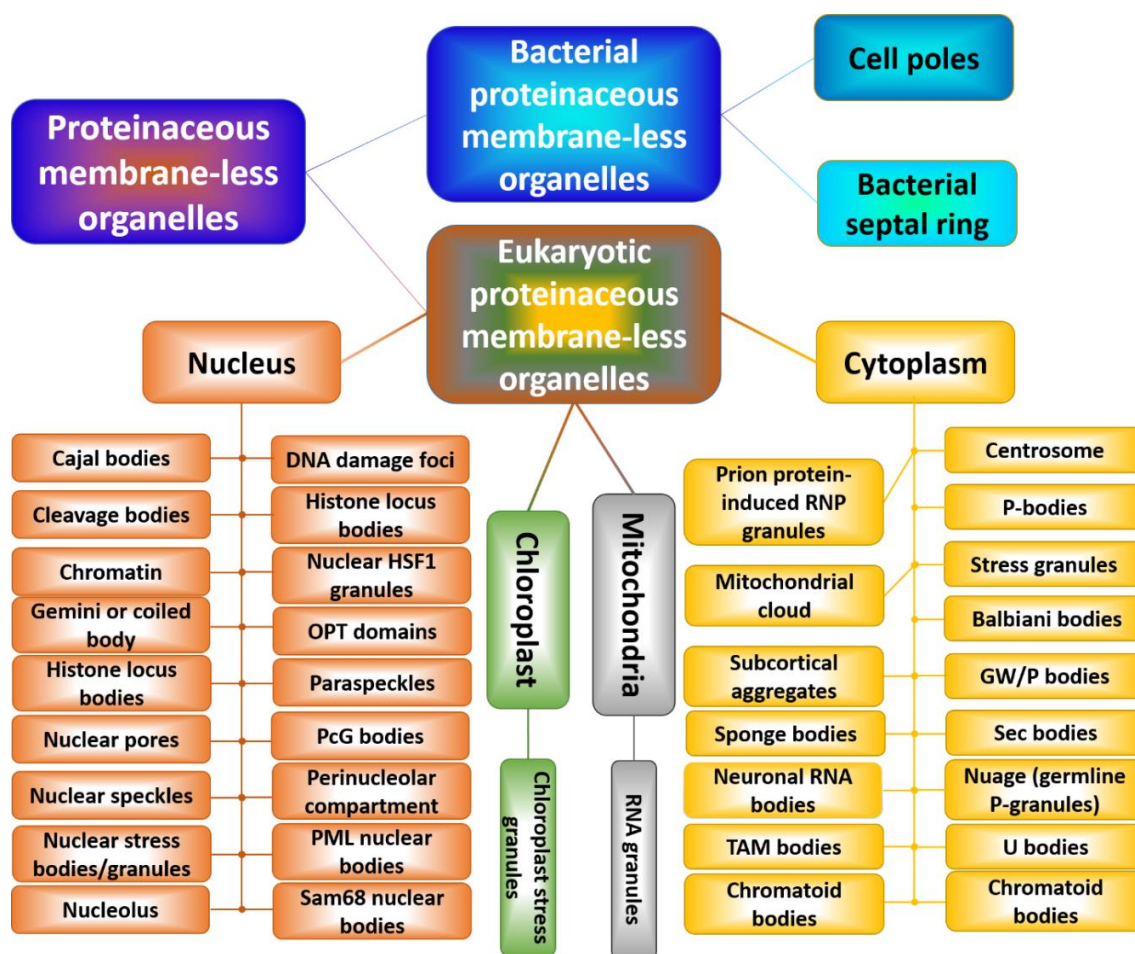 Proteinaceous
membrane-less
organelles
Bacterial
proteinaceous
membrane-less
organelles
Cell poles
Bacterial
septal ring
Eukaryotic
proteinaceous
membrane-less
organelles
Nucleus
Cajal bodies
Cleavage bodies
Chromatin
Gemini or coiled
body
Histone locus
bodies
Nuclear pores
Nuclear speckles
Nuclear stress
bodies/granules
Nucleolus
DNA damage foci
Histone locus
bodies
Nuclear HSF1
granules
OPT domains
Paraspeckles
PcG bodies
Perinucleolar
compartment
PML nuclear
bodies
Sam68 nuclear
bodies
Chloroplast
Chloroplast stress
granules
Mitochondria
RNA granules
Cytoplasm
Prion protein-
induced RNP
granules
Mitochondrial
cloud
Subcortical
aggregates
Sponge bodies
Neuronal RNA
bodies
TAM bodies
Chromatoid
bodies
Centrosome
P-bodies
Stress granules
Balbiani bodies
GW/P bodies
Sec bodies
Nuage (germline
P-granules)
U bodies
Chromatoid
bodies